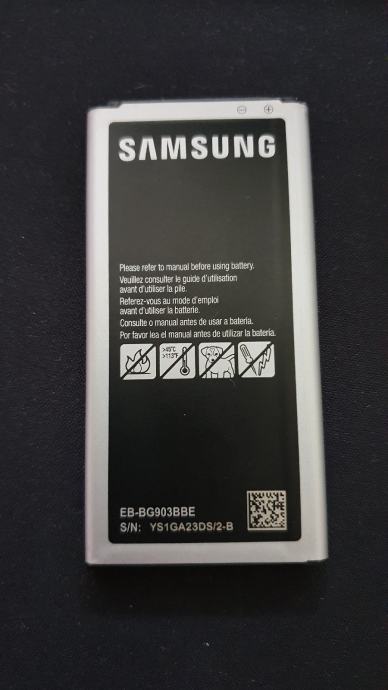 SAMSUNG
Please refer to manual before using battery.
Veuillez consulter le guide d'utilisation
avant d'utiliser la pile.
Referez-vous au mode d'emploi
avant d'utiliser la batterie.
Consulte o manual antes de usar a bateria.
Por favor lea el manual antes de utilizar la batería.
>45°C
>113°F
EB-BG903BBE
S/N: YS1GA23DS/2-B